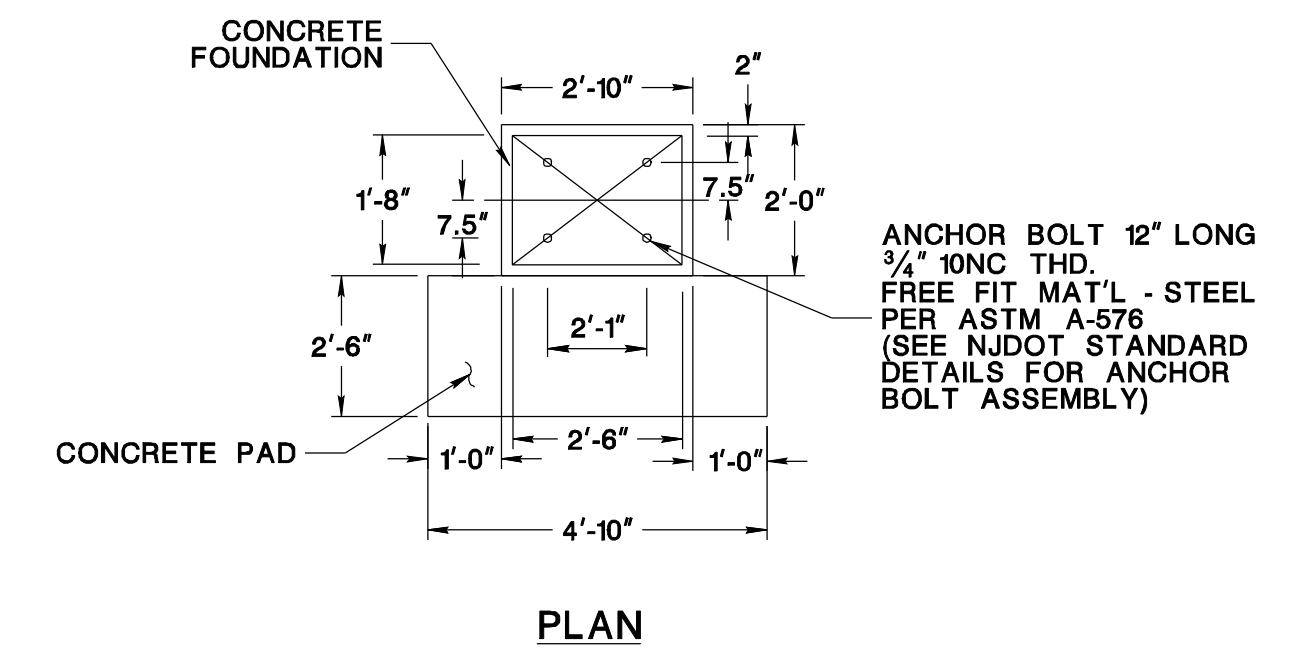 CONCRETE
FOUNDATION
2'-10"
2"
1'-8"
7.5"
7.5"
2'-0"
ANCHOR BOLT 12" LONG
3/4" 10NC THD.
FREE FIT MAT'L - STEEL
PER ASTM A-576
(SEE NJDOT STANDARD
DETAILS FOR ANCHOR
BOLT ASSEMBLY)
2'-6"
2'-1"
CONCRETE PAD
1'-0"
2'-6"
1'-0"
4'-10"
PLAN